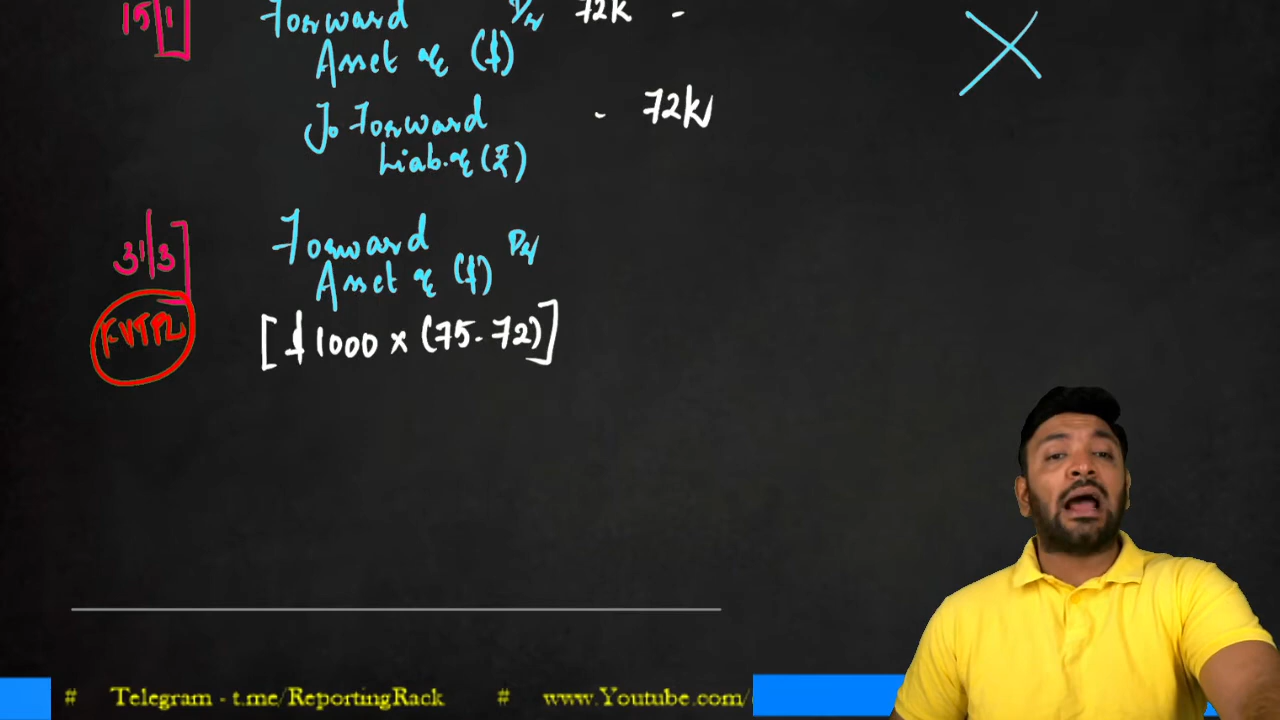 15|1 Forward Dr 72k -
Asset a/c ($)
To Forward - 72k
Liab. a/c (₹)
31|3 Forward Dr
Asset a/c ($)
FVTPL [$ 1000 × (75-72)]
# Telegram - t.me/ReportingRack # www.Youtube.com/